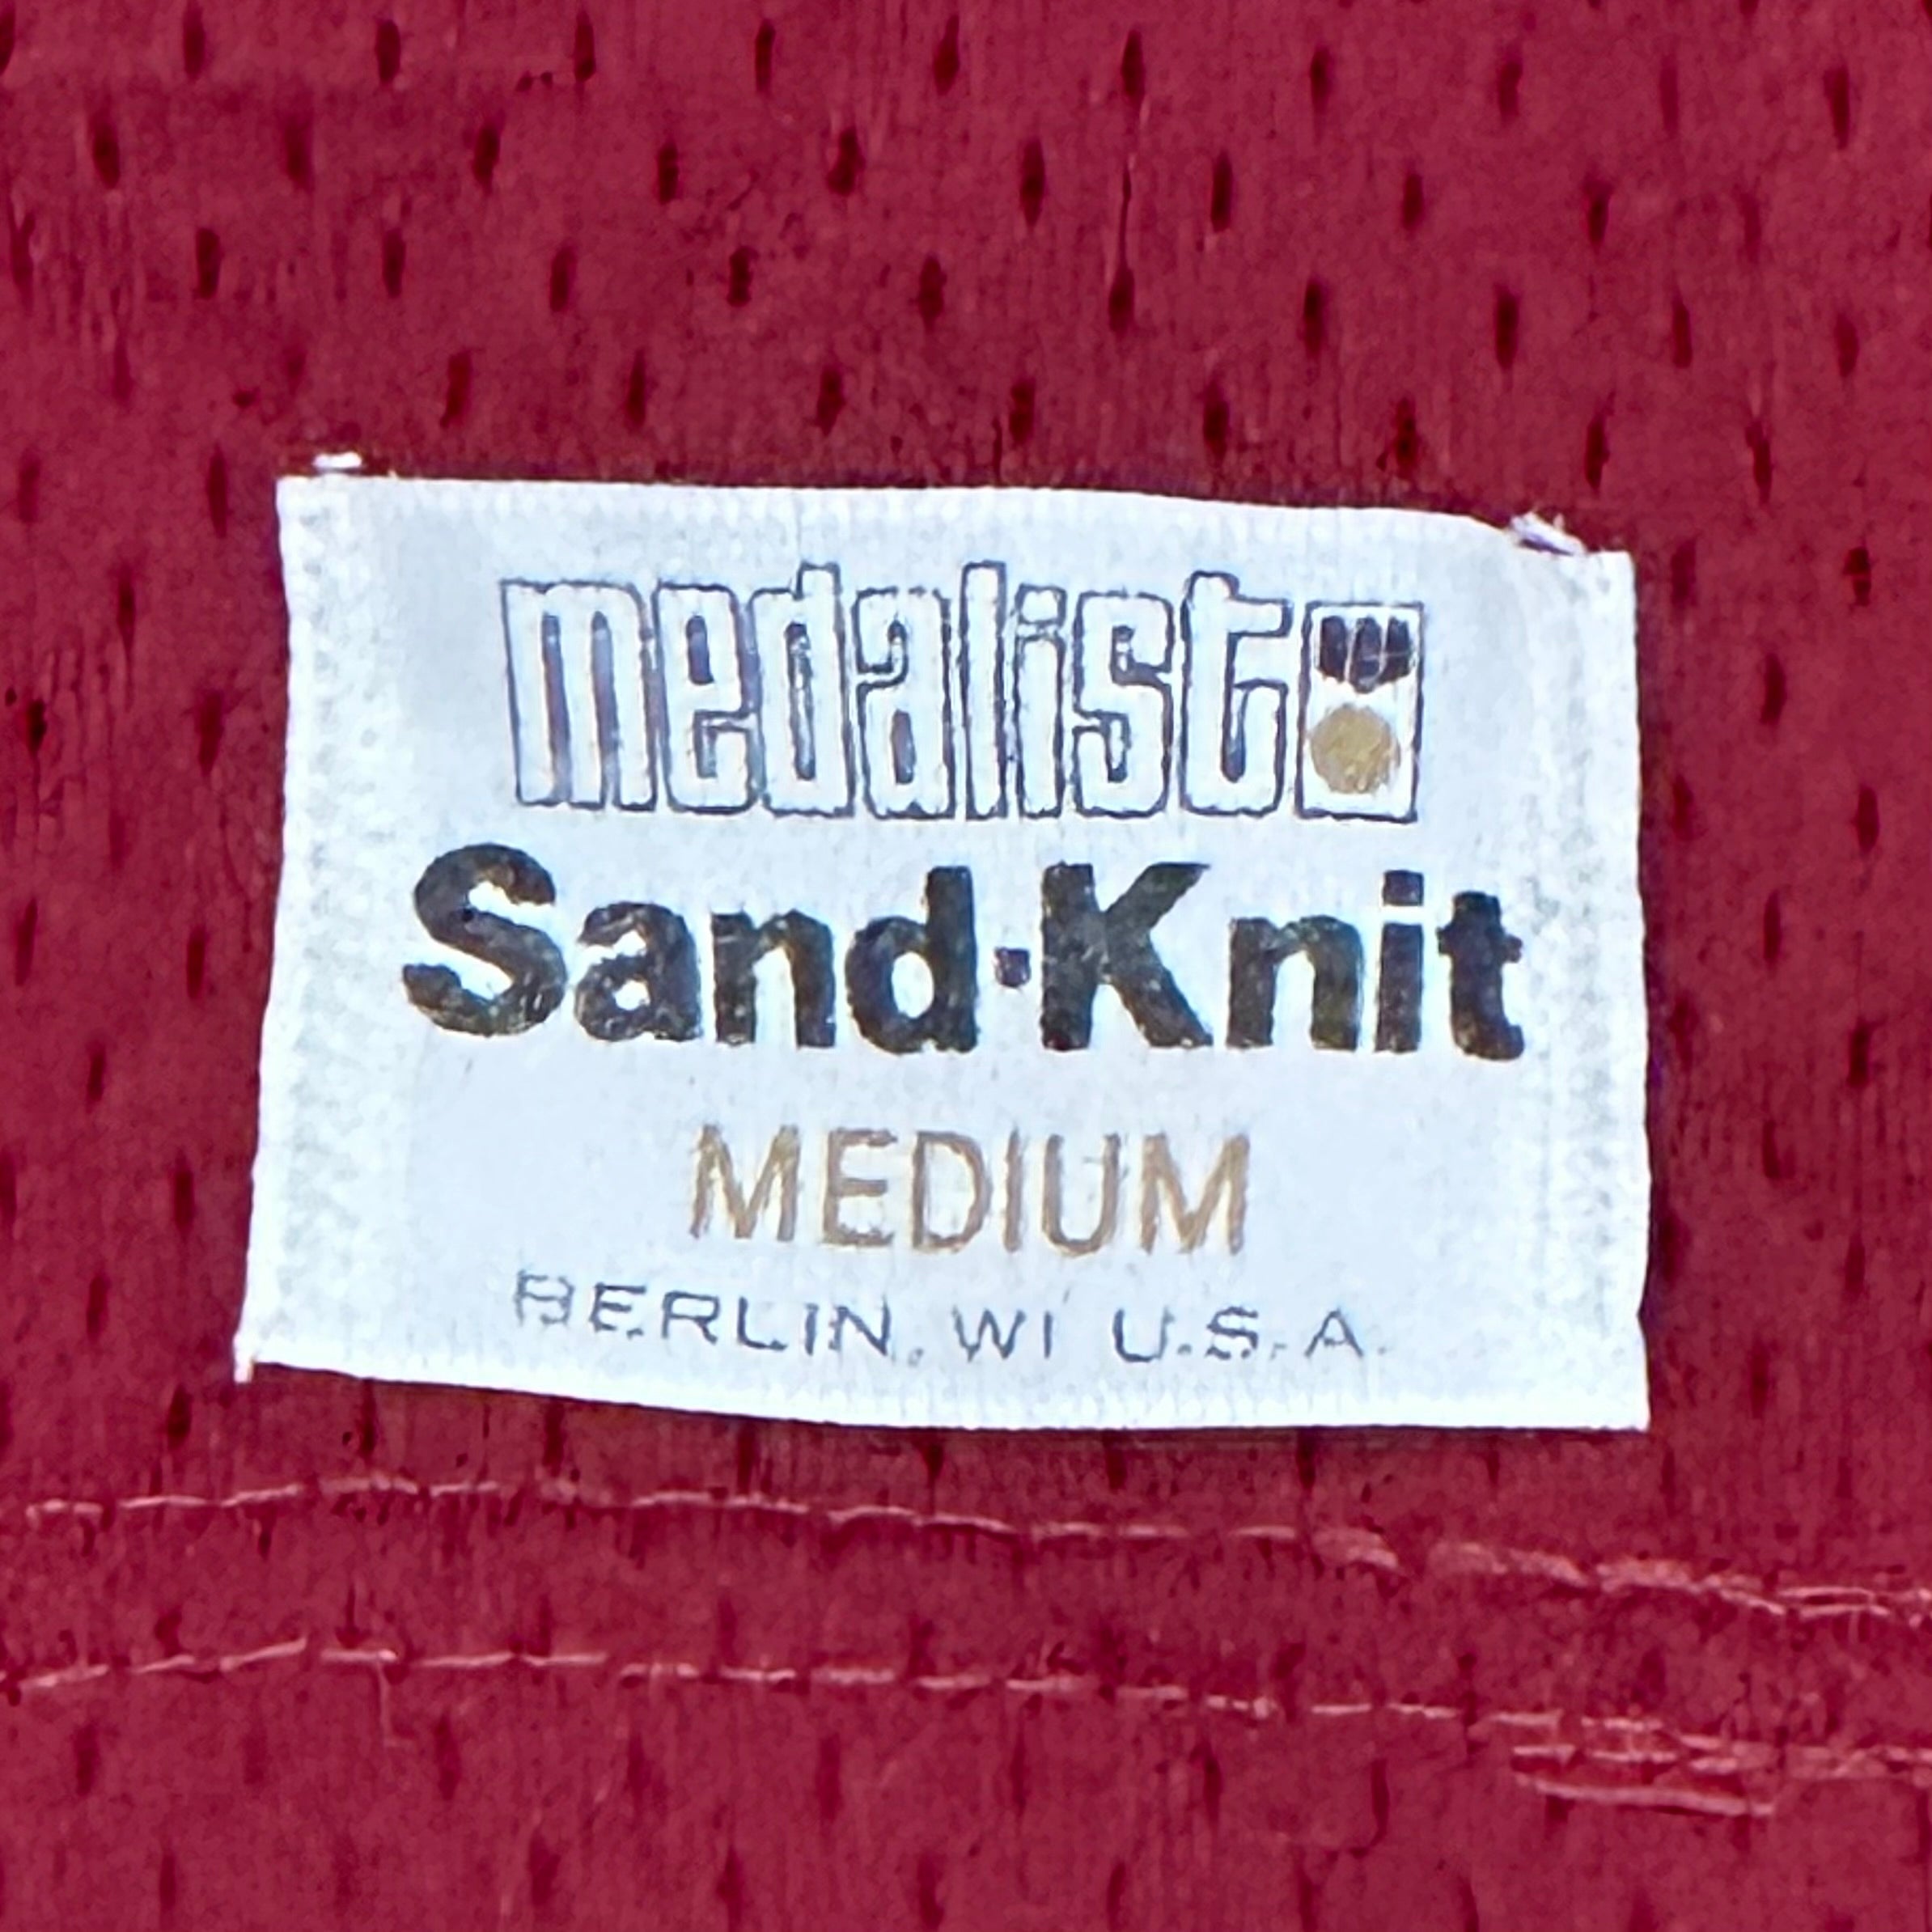 medalist
Sand·Knit
MEDIUM
BERLIN, WI U.S.A.